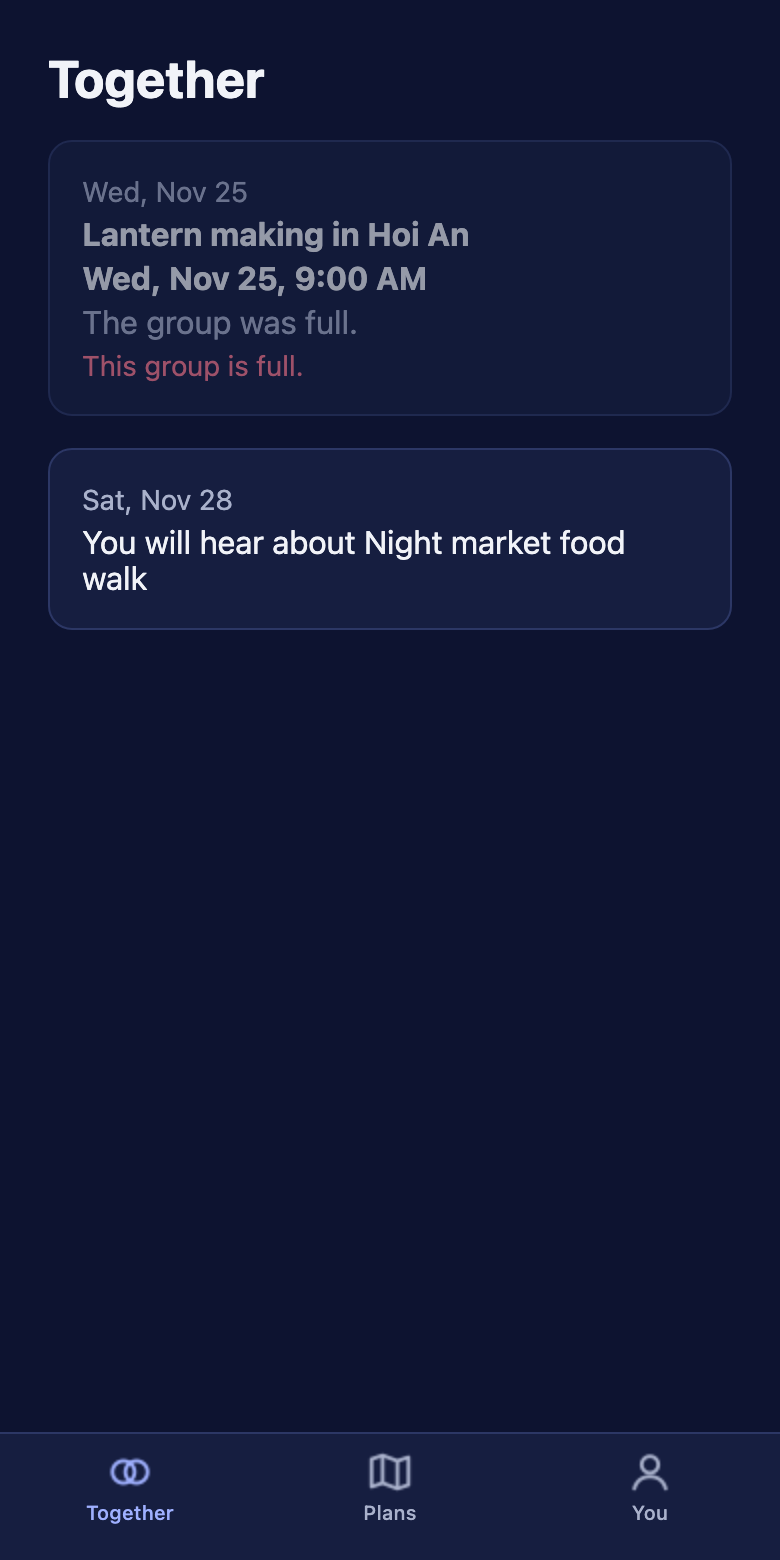 Together
Wed, Nov 25
Lantern making in Hoi An
Wed, Nov 25, 9:00 AM
The group was full.
This group is full.
Sat, Nov 28
You will hear about Night market food
walk
Together
Plans
You